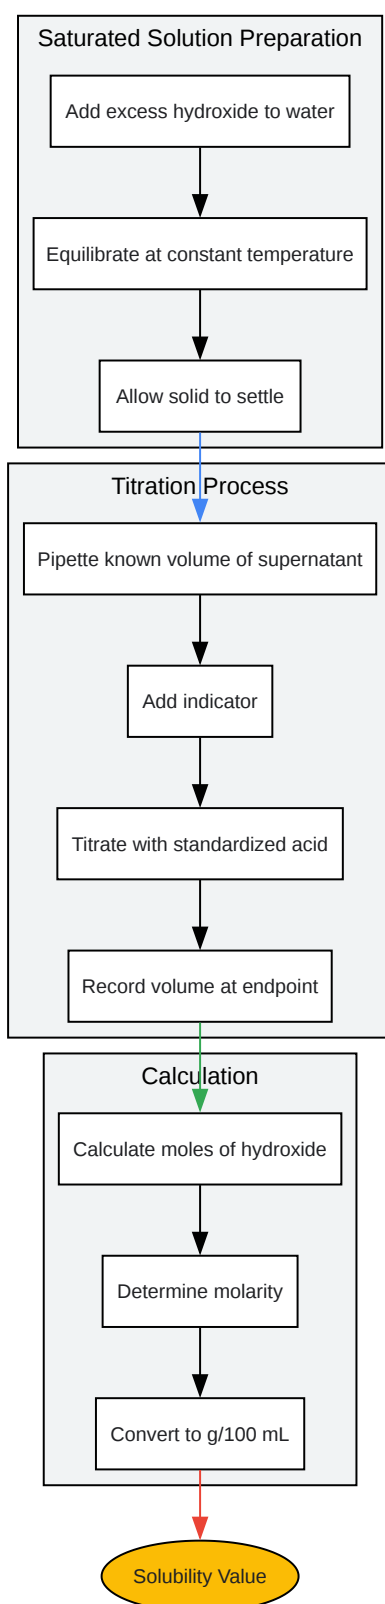 Saturated Solution Preparation
Add excess hydroxide to water
Equilibrate at constant temperature
Allow solid to settle
Titration Process
Pipette known volume of supernatant
Add indicator
Titrate with standardized acid
Record volume at endpoint
Calculation
Calculate moles of hydroxide
Determine molarity
Convert to g/100 mL
Solubility Value